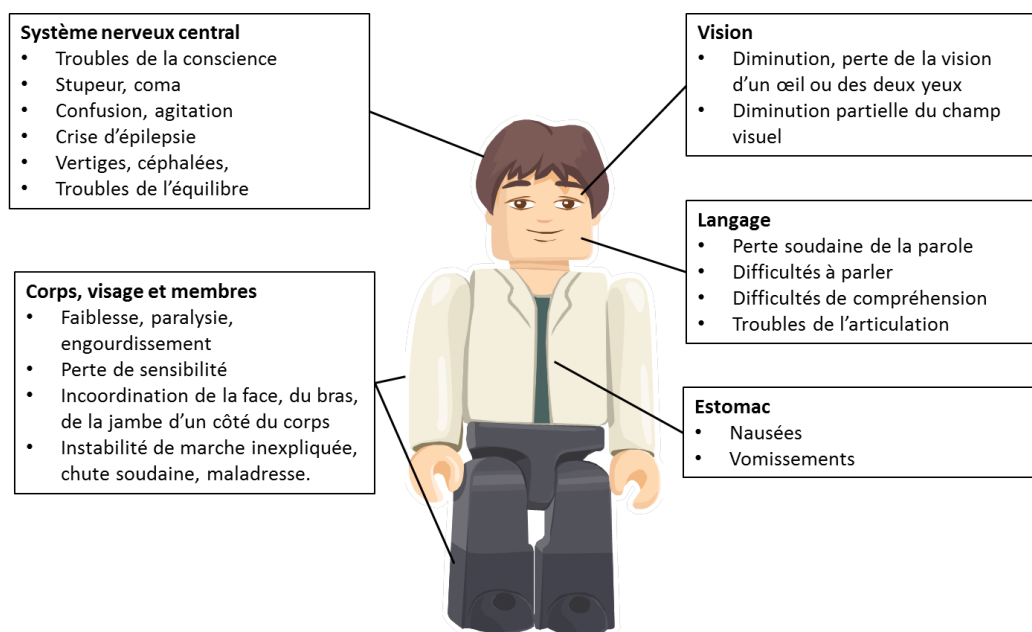 Système nerveux central
• Troubles de la conscience
• Stupeur, coma
• Confusion, agitation
• Crise d’épilepsie
• Vertiges, céphalées,
• Troubles de l’équilibre
Corps, visage et membres
• Faiblesse, paralysie,
engourdissement
• Perte de sensibilité
• Incoordination de la face, du bras,
de la jambe d’un côté du corps
• Instabilité de marche inexpliquée,
chute soudaine, maladresse.
Vision
• Diminution, perte de la vision
d’un œil ou des deux yeux
• Diminution partielle du champ
visuel
Langage
• Perte soudaine de la parole
• Difficultés à parler
• Difficultés de compréhension
• Troubles de l’articulation
Estomac
• Nausées
• Vomissements